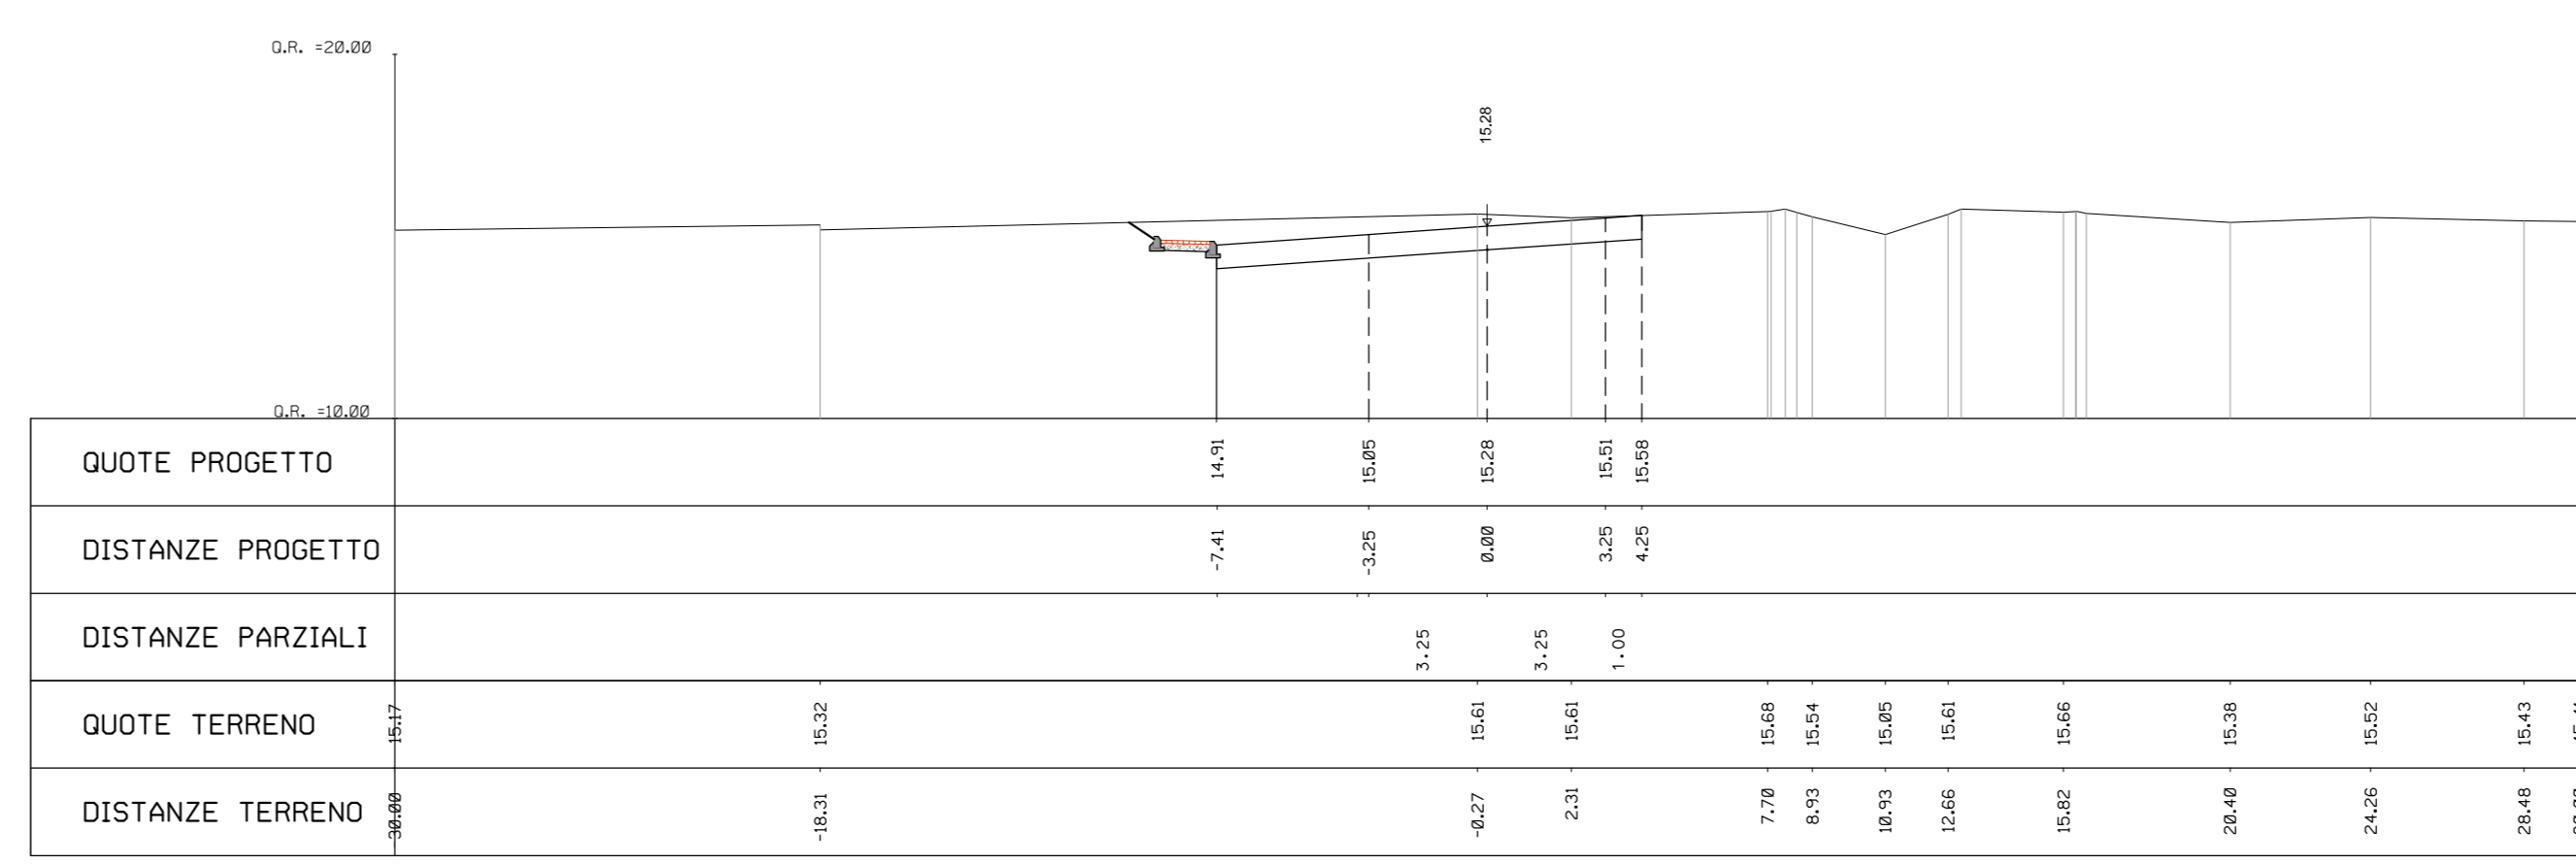 Q.R. =20.00
15.28
Q.R. =10.00
QUOTE PROGETTO 14.91 15.05 15.28 15.51 15.58
DISTANZE PROGETTO -7.41 -3.25 0.00 3.25 4.25
DISTANZE PARZIALI 3.25 3.25 1.00
QUOTE TERRENO 15.17 15.32 15.61 15.61 15.68 15.54 15.05 15.61 15.66 15.38 15.52 15.43
DISTANZE TERRENO -30.00 -18.31 -0.27 2.31 7.70 8.93 10.93 12.66 15.82 20.40 24.26 28.48